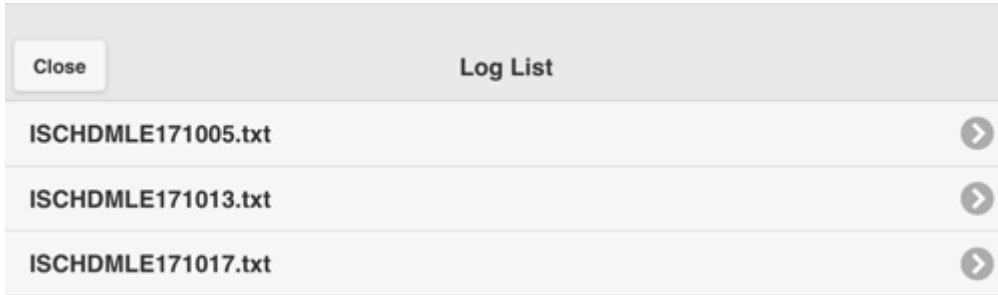 Close Log List
ISCHDMLE171005.txt
ISCHDMLE171013.txt
ISCHDMLE171017.txt